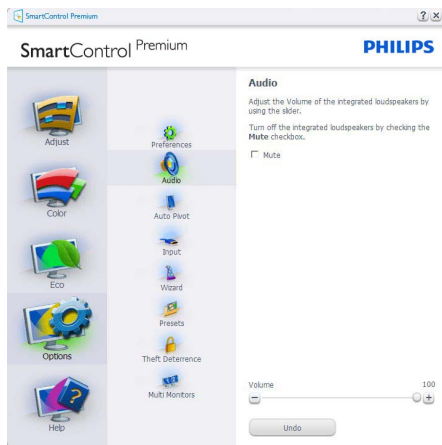 SmartControl Premium
SmartControl Premium
PHILIPS
Adjust
Color
Eco
Options
Help
Preferences
Audio
Auto Pivot
Input
Wizard
Presets
Theft Deterrence
Multi Monitors
Audio
Adjust the Volume of the integrated loudspeakers by
using the slider.
Turn off the integrated loudspeakers by checking the
Mute checkbox.
Mute
Volume 100
Undo